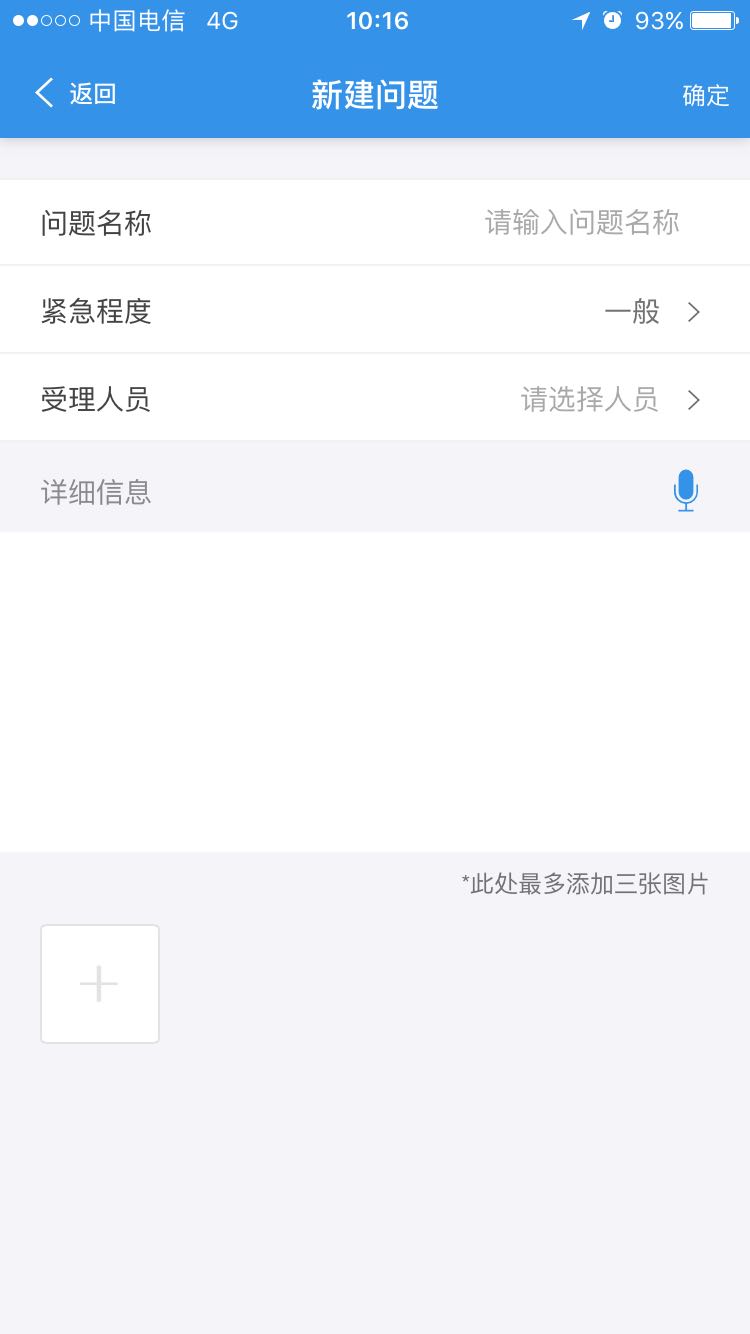 中国电信 4G 10:16 93%
返回 新建问题 确定
问题名称 请输入问题名称
紧急程度 一般
受理人员 请选择人员
详细信息
*此处最多添加三张图片